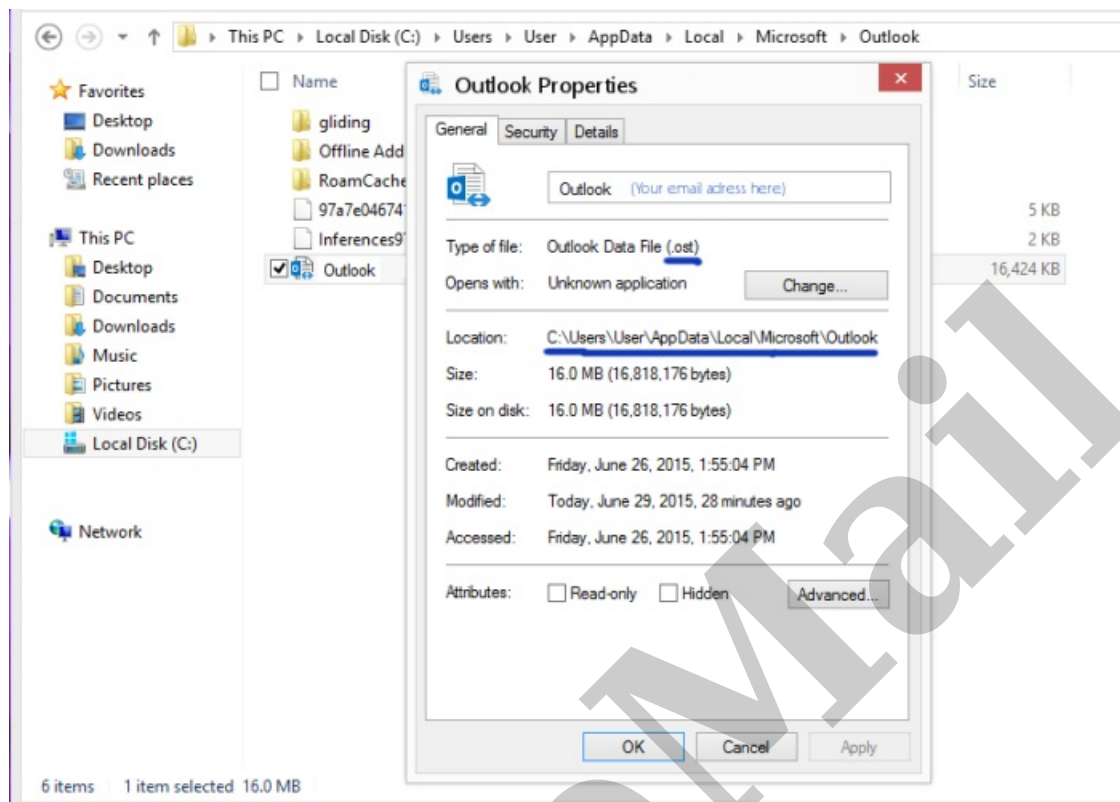 This PC Local Disk (C:) Users User AppData Local Microsoft Outlook
Favorites
Desktop
Downloads
Recent places
This PC
Desktop
Documents
Downloads
Music
Pictures
Videos
Local Disk (C:)
Network
Name
Size
gliding
Offline Add
RoamCache
97a7e04674
5 KB
Inferences9
2 KB
Outlook
16,424 KB
Outlook Properties
General Security Details
Outlook (Your email adress here)
Type of file: Outlook Data File (.ost)
Opens with: Unknown application Change...
Location: C:\Users\User\AppData\Local\Microsoft\Outlook
Size: 16.0 MB (16,818,176 bytes)
Size on disk: 16.0 MB (16,818,176 bytes)
Created: Friday, June 26, 2015, 1:55:04 PM
Modified: Today, June 29, 2015, 28 minutes ago
Accessed: Friday, June 26, 2015, 1:55:04 PM
Attributes: Read-only Hidden Advanced...
OK Cancel Apply
6 items 1 item selected 16.0 MB
Mail